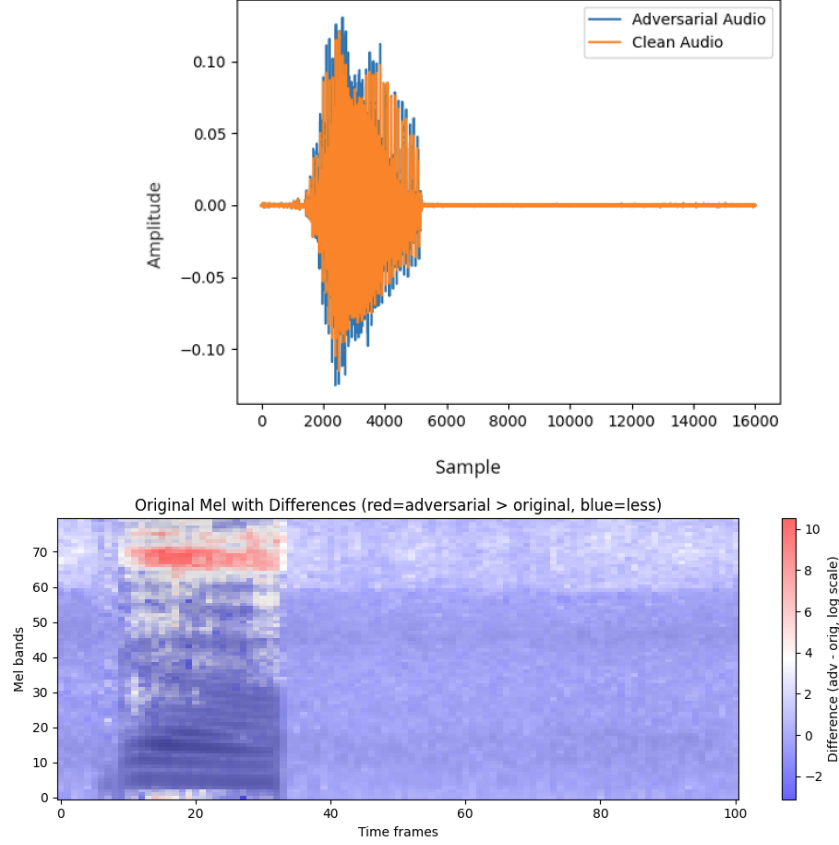 Adversarial Audio
Clean Audio
0.10
0.05
0.00
−0.05
−0.10
Amplitude
0 2000 4000 6000 8000 10000 12000 14000 16000
Sample
Original Mel with Differences (red=adversarial > original, blue=less)
70
60
50
40
30
20
10
0
Mel bands
0 20 40 60 80 100
Time frames
10
8
6
4
2
0
−2
Difference (adv - orig, log scale)